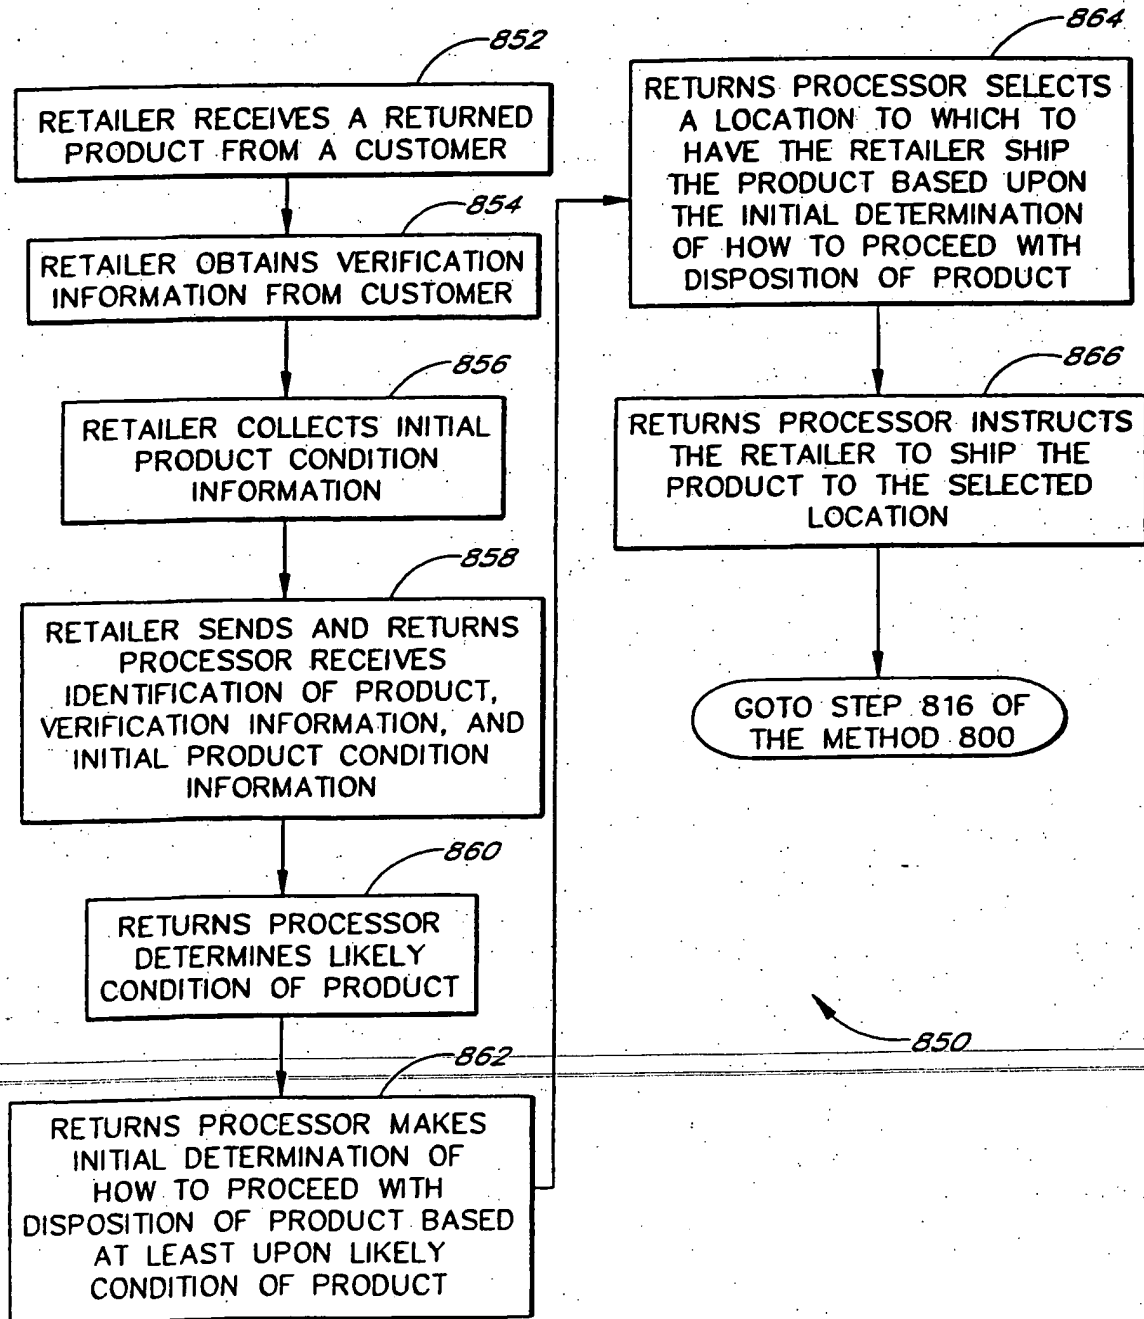 852
RETAILER RECEIVES A RETURNED
PRODUCT FROM A CUSTOMER
854
RETAILER OBTAINS VERIFICATION
INFORMATION FROM CUSTOMER
856
RETAILER COLLECTS INITIAL
PRODUCT CONDITION
INFORMATION
858
RETAILER SENDS AND RETURNS
PROCESSOR RECEIVES
IDENTIFICATION OF PRODUCT,
VERIFICATION INFORMATION, AND
INITIAL PRODUCT CONDITION
INFORMATION
860
RETURNS PROCESSOR
DETERMINES LIKELY
CONDITION OF PRODUCT
862
RETURNS PROCESSOR MAKES
INITIAL DETERMINATION OF
HOW TO PROCEED WITH
DISPOSITION OF PRODUCT BASED
AT LEAST UPON LIKELY
CONDITION OF PRODUCT
864
RETURNS PROCESSOR SELECTS
A LOCATION TO WHICH TO
HAVE THE RETAILER SHIP
THE PRODUCT BASED UPON
THE INITIAL DETERMINATION
OF HOW TO PROCEED WITH
DISPOSITION OF PRODUCT
866
RETURNS PROCESSOR INSTRUCTS
THE RETAILER TO SHIP THE
PRODUCT TO THE SELECTED
LOCATION
GOTO STEP 816 OF
THE METHOD 800
850